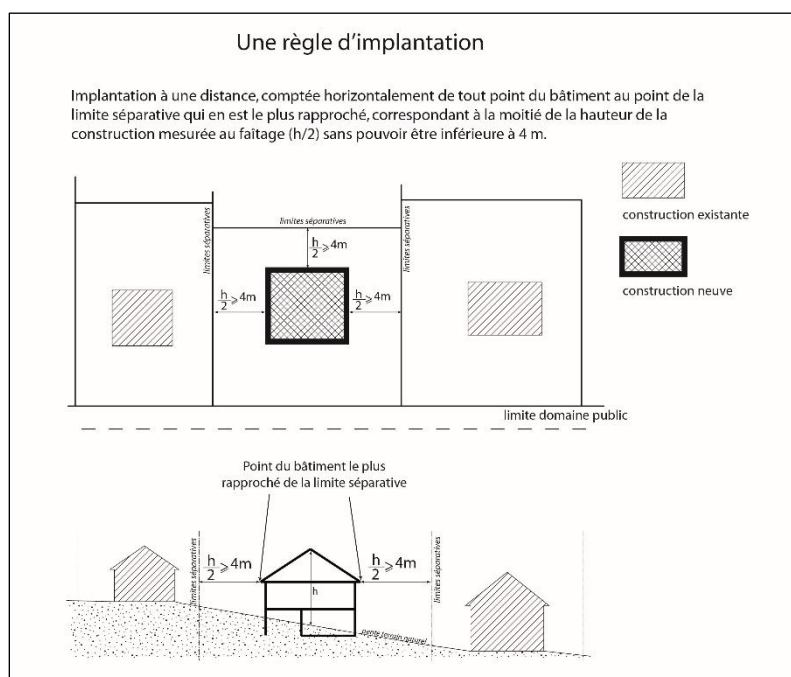 Une règle d'implantation
Implantation à une distance, comptée horizontalement de tout point du bâtiment au point de la
limite séparative qui en est le plus rapproché, correspondant à la moitié de la hauteur de la
construction mesurée au faîtage (h/2) sans pouvoir être inférieure à 4 m.
construction existante
construction neuve
limites séparatives
limites séparatives
limites séparatives
h/2 ⩾ 4m
h/2 ⩾ 4m
h/2 ⩾ 4m
limite domaine public
Point du bâtiment le plus
rapproché de la limite séparative
limites séparatives
h/2 ⩾ 4m
h
h/2 ⩾ 4m
limites séparatives
pente terrain naturel